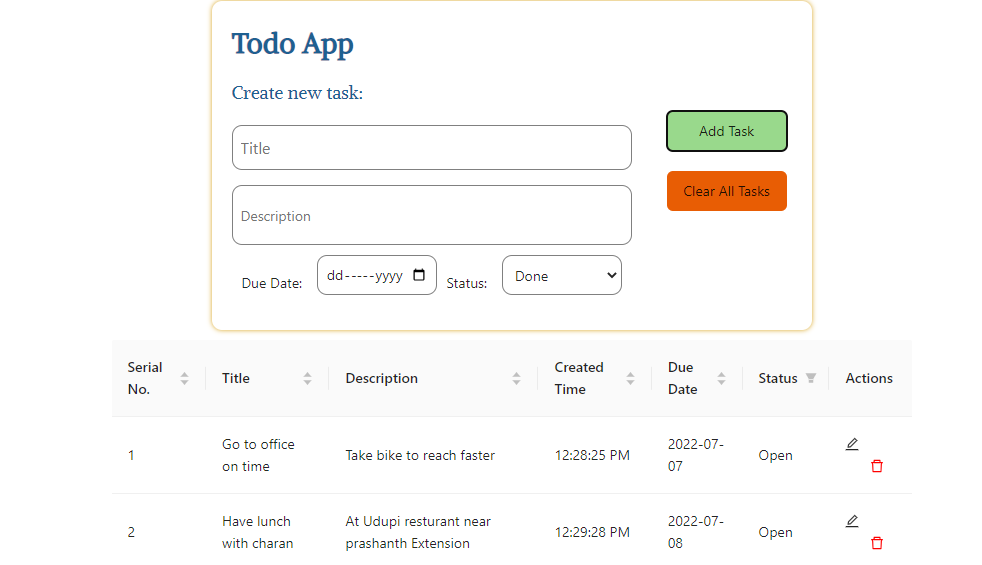 Todo App
Create new task:
Title
Add Task
Clear All Tasks
Description
Due Date: dd-----yyyy Status: Done
Serial No. Title Description Created Time Due Date Status Actions
1 Go to office on time Take bike to reach faster 12:28:25 PM 2022-07-07 Open
2 Have lunch with charan At Udupi resturant near prashanth Extension 12:29:28 PM 2022-07-08 Open